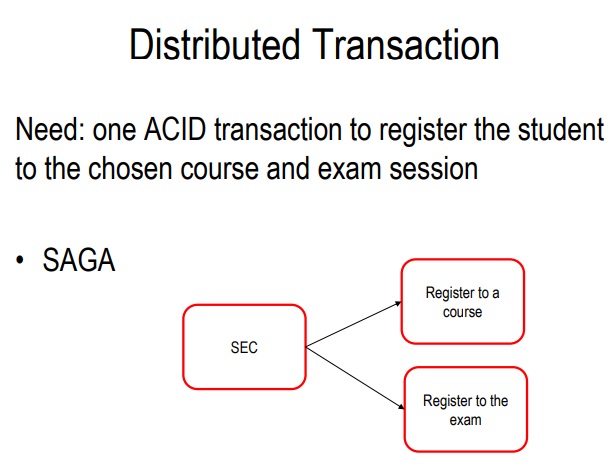 Distributed Transaction
Need: one ACID transaction to register the student
to the chosen course and exam session
• SAGA
SEC
Register to a
course
Register to the
exam